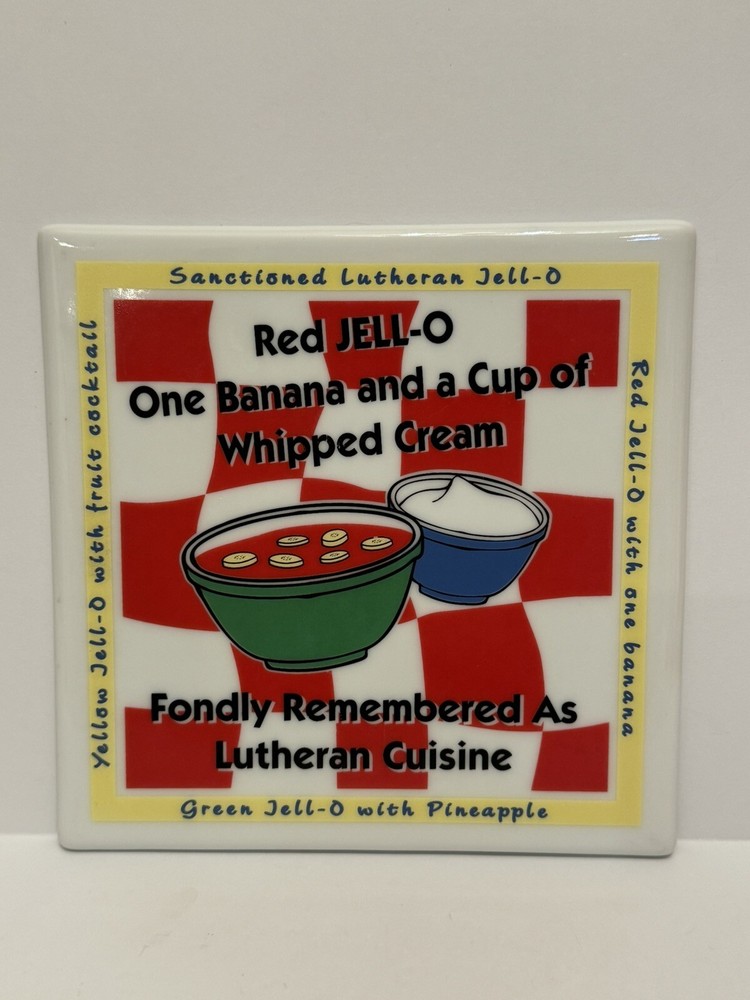 Sanctioned Lutheran Jell-O
Red JELL-O
One Banana and a Cup of
Whipped Cream
Fondly Remembered As
Lutheran Cuisine
Yellow Jell-O with fruit cocktail
Red Jell-O with one banana
Green Jell-O with Pineapple